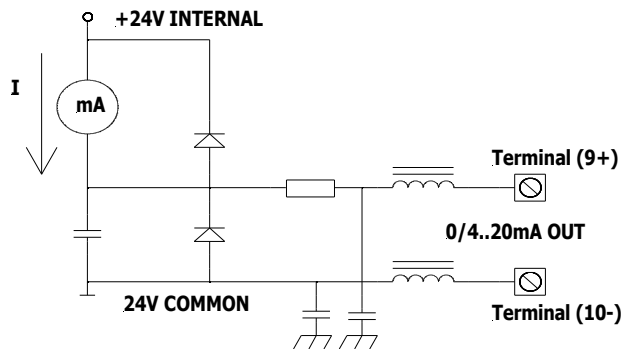 +24V INTERNAL
I
mA
Terminal (9+)
0/4..20mA OUT
24V COMMON
Terminal (10-)